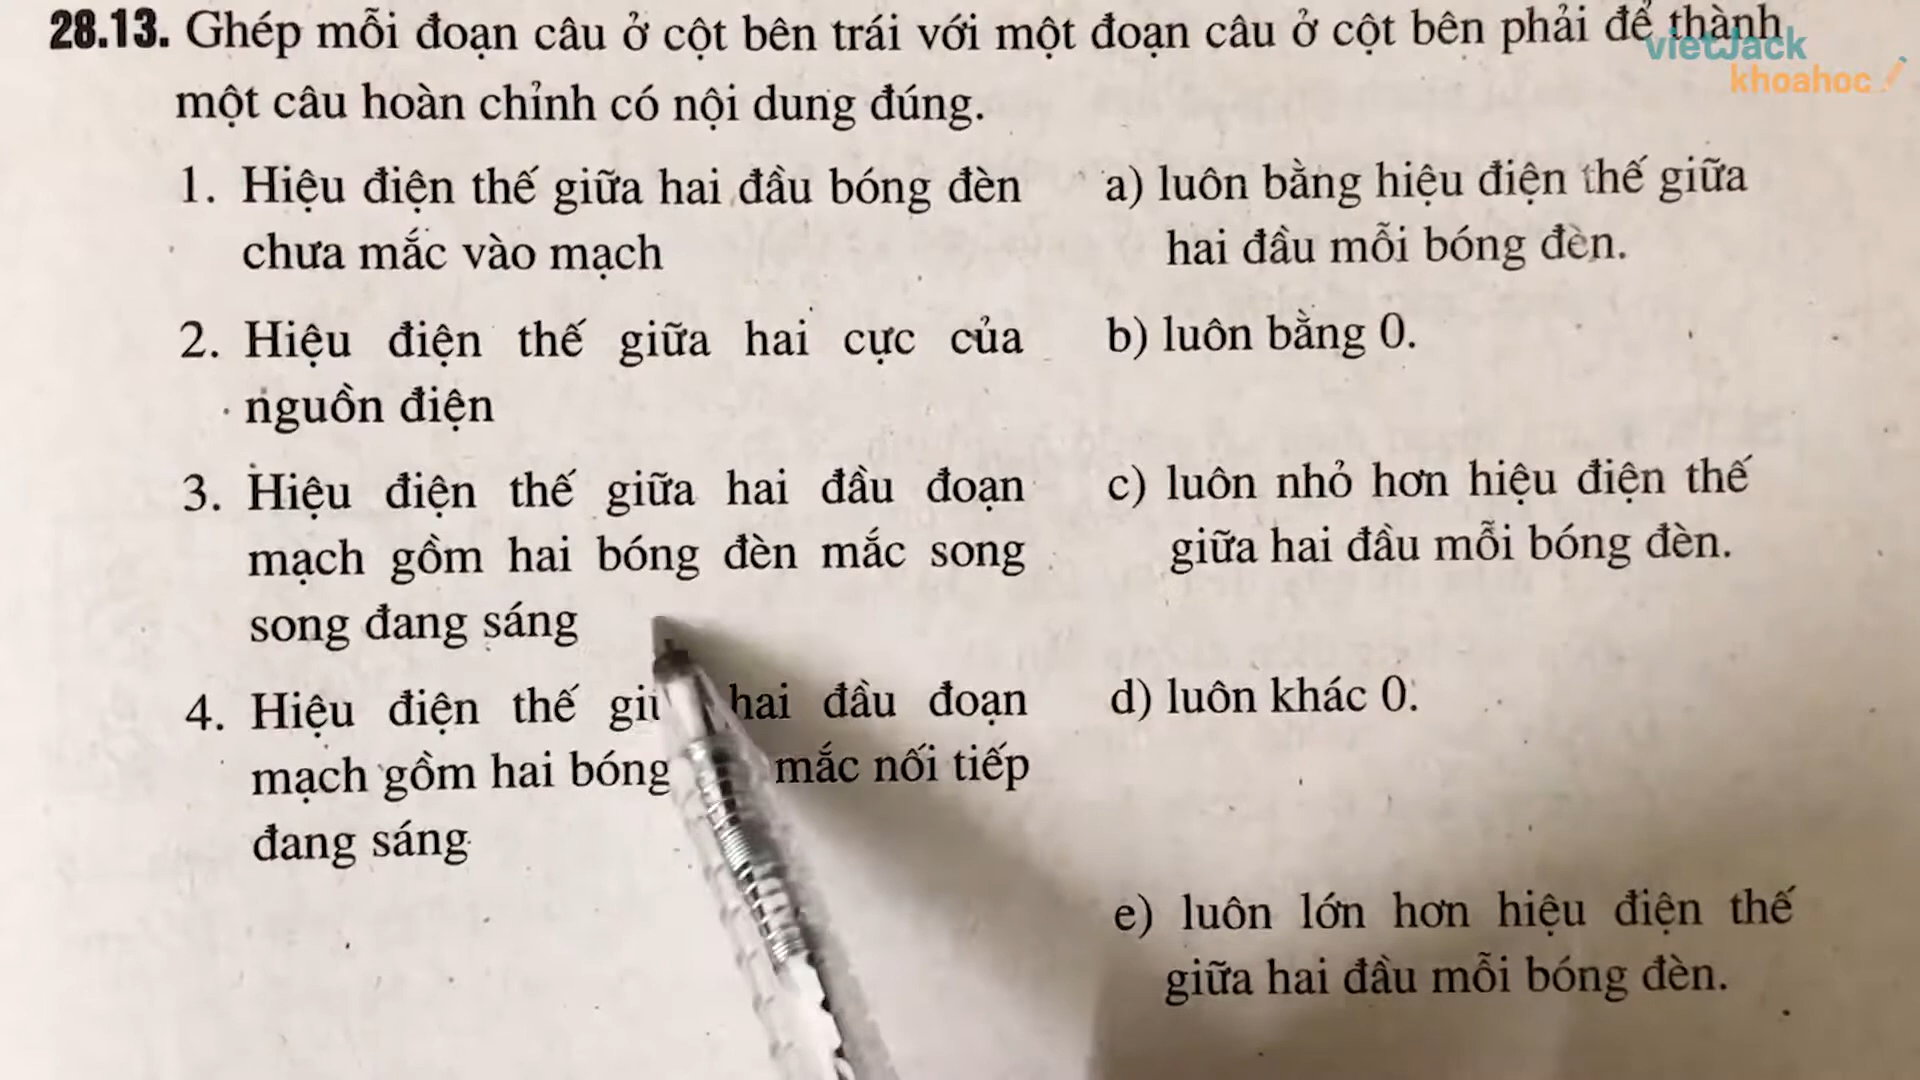 28.13. Ghép mỗi đoạn câu ở cột bên trái với một đoạn câu ở cột bên phải để thành
một câu hoàn chỉnh có nội dung đúng.
1. Hiệu điện thế giữa hai đầu bóng đèn
chưa mắc vào mạch
2. Hiệu điện thế giữa hai cực của
nguồn điện
3. Hiệu điện thế giữa hai đầu đoạn
mạch gồm hai bóng đèn mắc song
song đang sáng
4. Hiệu điện thế hai đầu đoạn
mạch gồm hai bóng mắc nối tiếp
đang sáng
a) luôn bằng hiệu điện thế giữa
hai đầu mỗi bóng đèn.
b) luôn bằng 0.
c) luôn nhỏ hơn hiệu điện thế
giữa hai đầu mỗi bóng đèn.
d) luôn khác 0.
e) luôn lớn hơn hiệu điện thế
giữa hai đầu mỗi bóng đèn.
vietJack
khoahoc